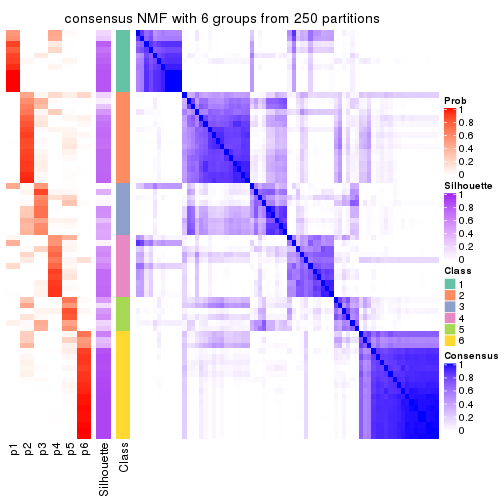 consensus NMF with 6 groups from 250 partitions
Prob
1
0.8
0.6
0.4
0.2
0
Silhouette
1
0.8
0.6
0.4
0.2
0
Class
1
2
3
4
5
6
Consensus
1
0.8
0.6
0.4
0.2
0
p1
p2
p3
p4
p5
p6
Silhouette
Class